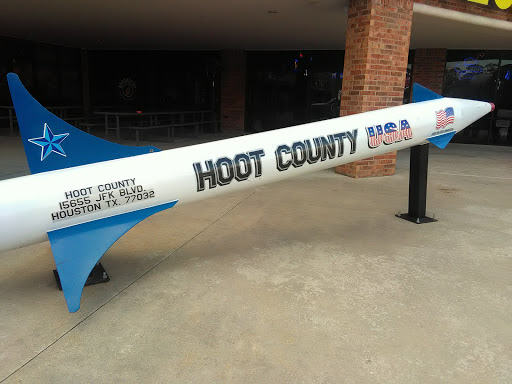 HOOT COUNTY USA
HOOT COUNTY
15655 JFK BLVD.
HOUSTON TX. 77032